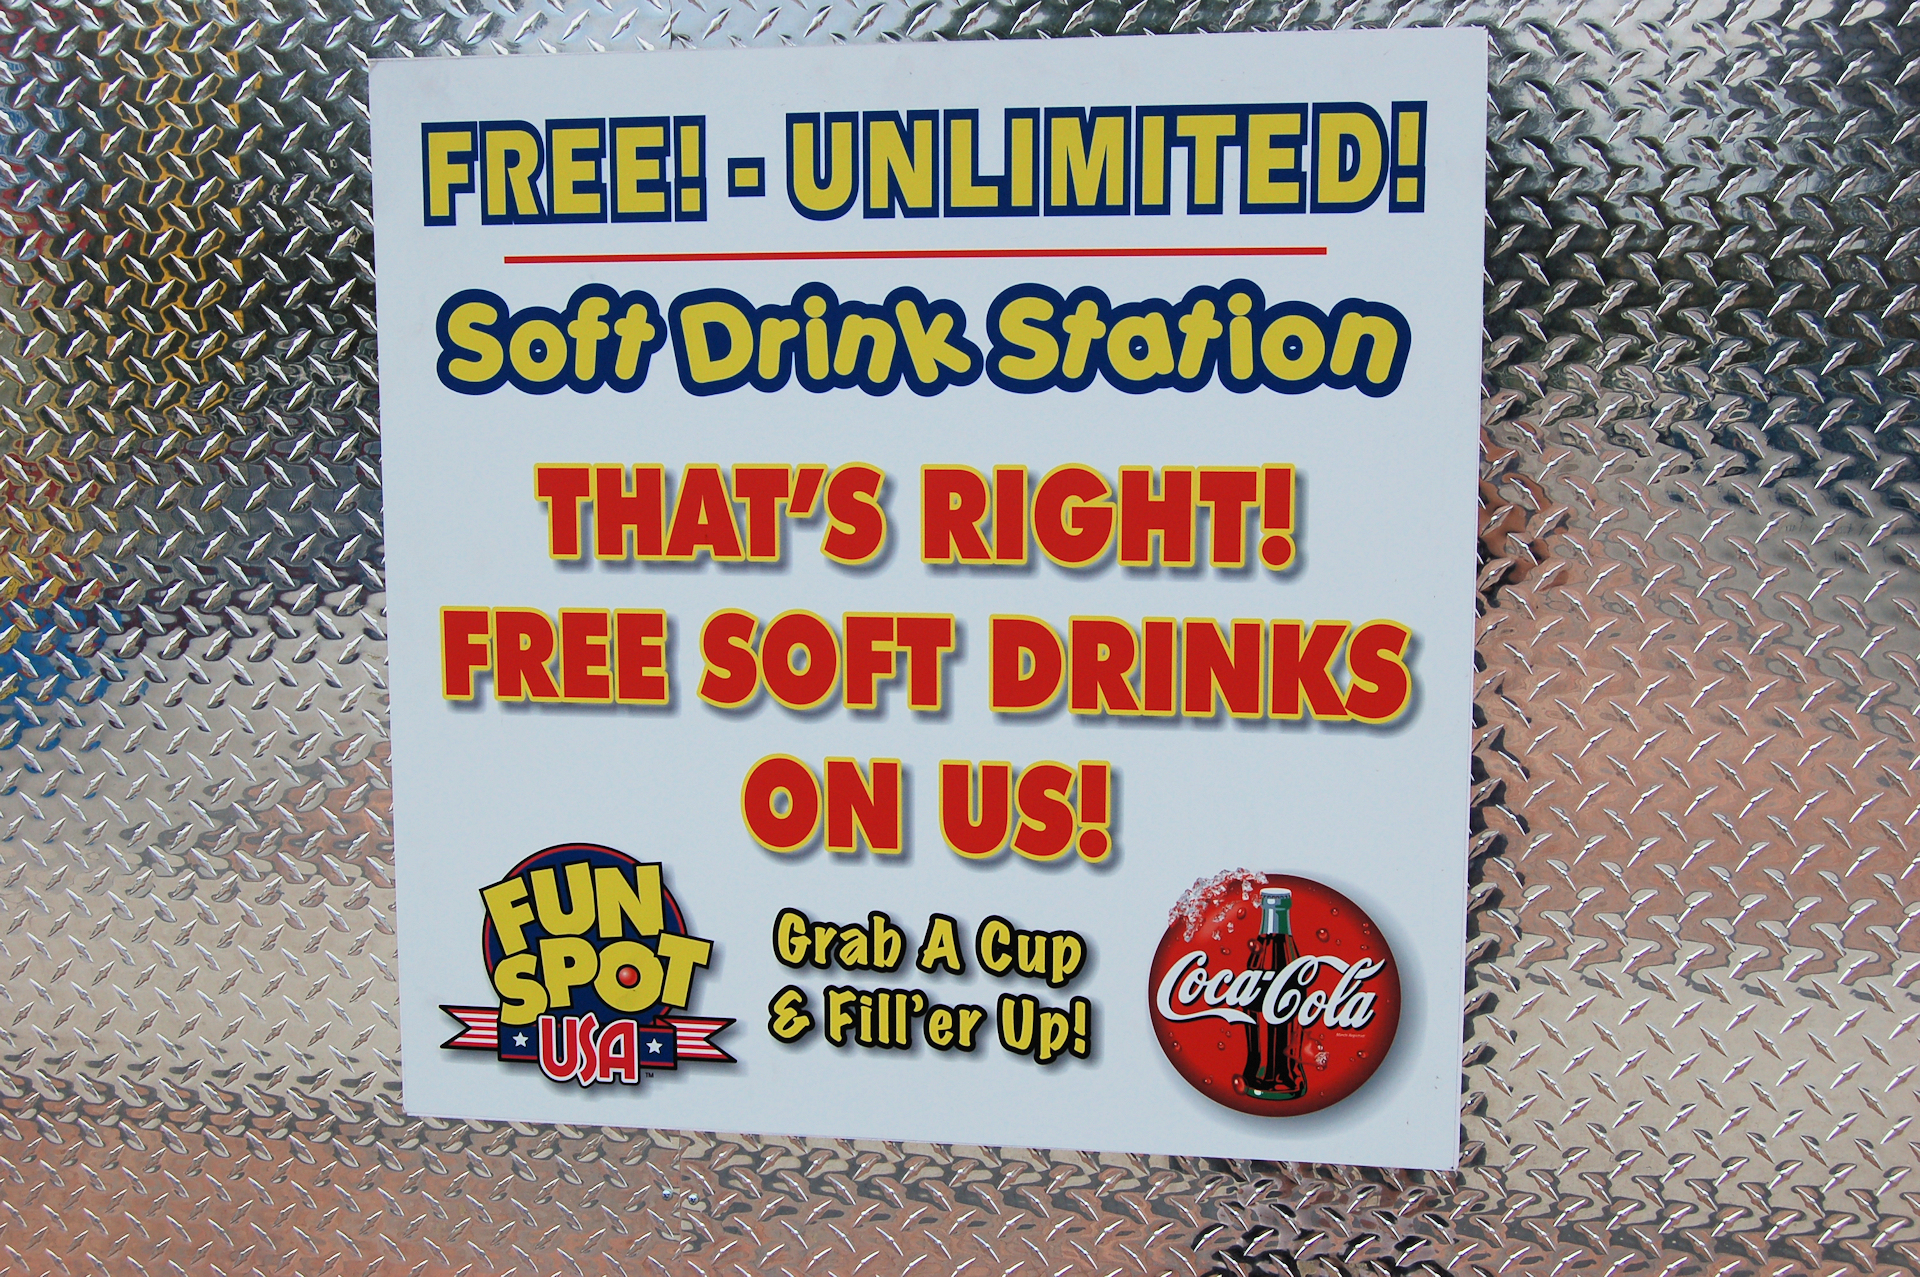 FREE! - UNLIMITED!
Soft Drink Station
THAT'S RIGHT!
FREE SOFT DRINKS
ON US!
FUN
SPOT
USA
TM
Grab A Cup
& Fill'er Up!
Coca-Cola